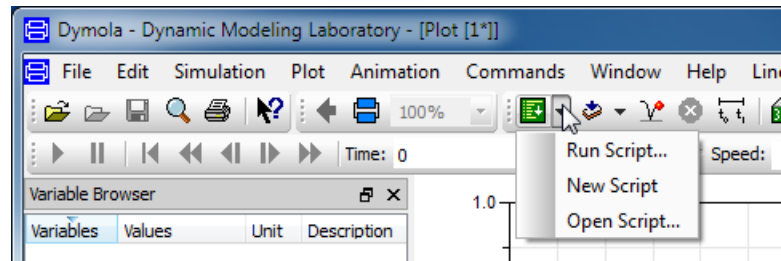 Dymola - Dynamic Modeling Laboratory - [Plot [1*]]
File Edit Simulation Plot Animation Commands Window Help
100%
Time: 0
Speed:
Run Script...
New Script
Open Script...
Variable Browser
Variables Values Unit Description
1.0